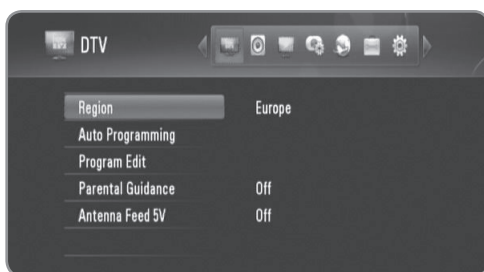 DTV
Region Europe
Auto Programming
Program Edit
Parental Guidance Off
Antenna Feed 5V Off